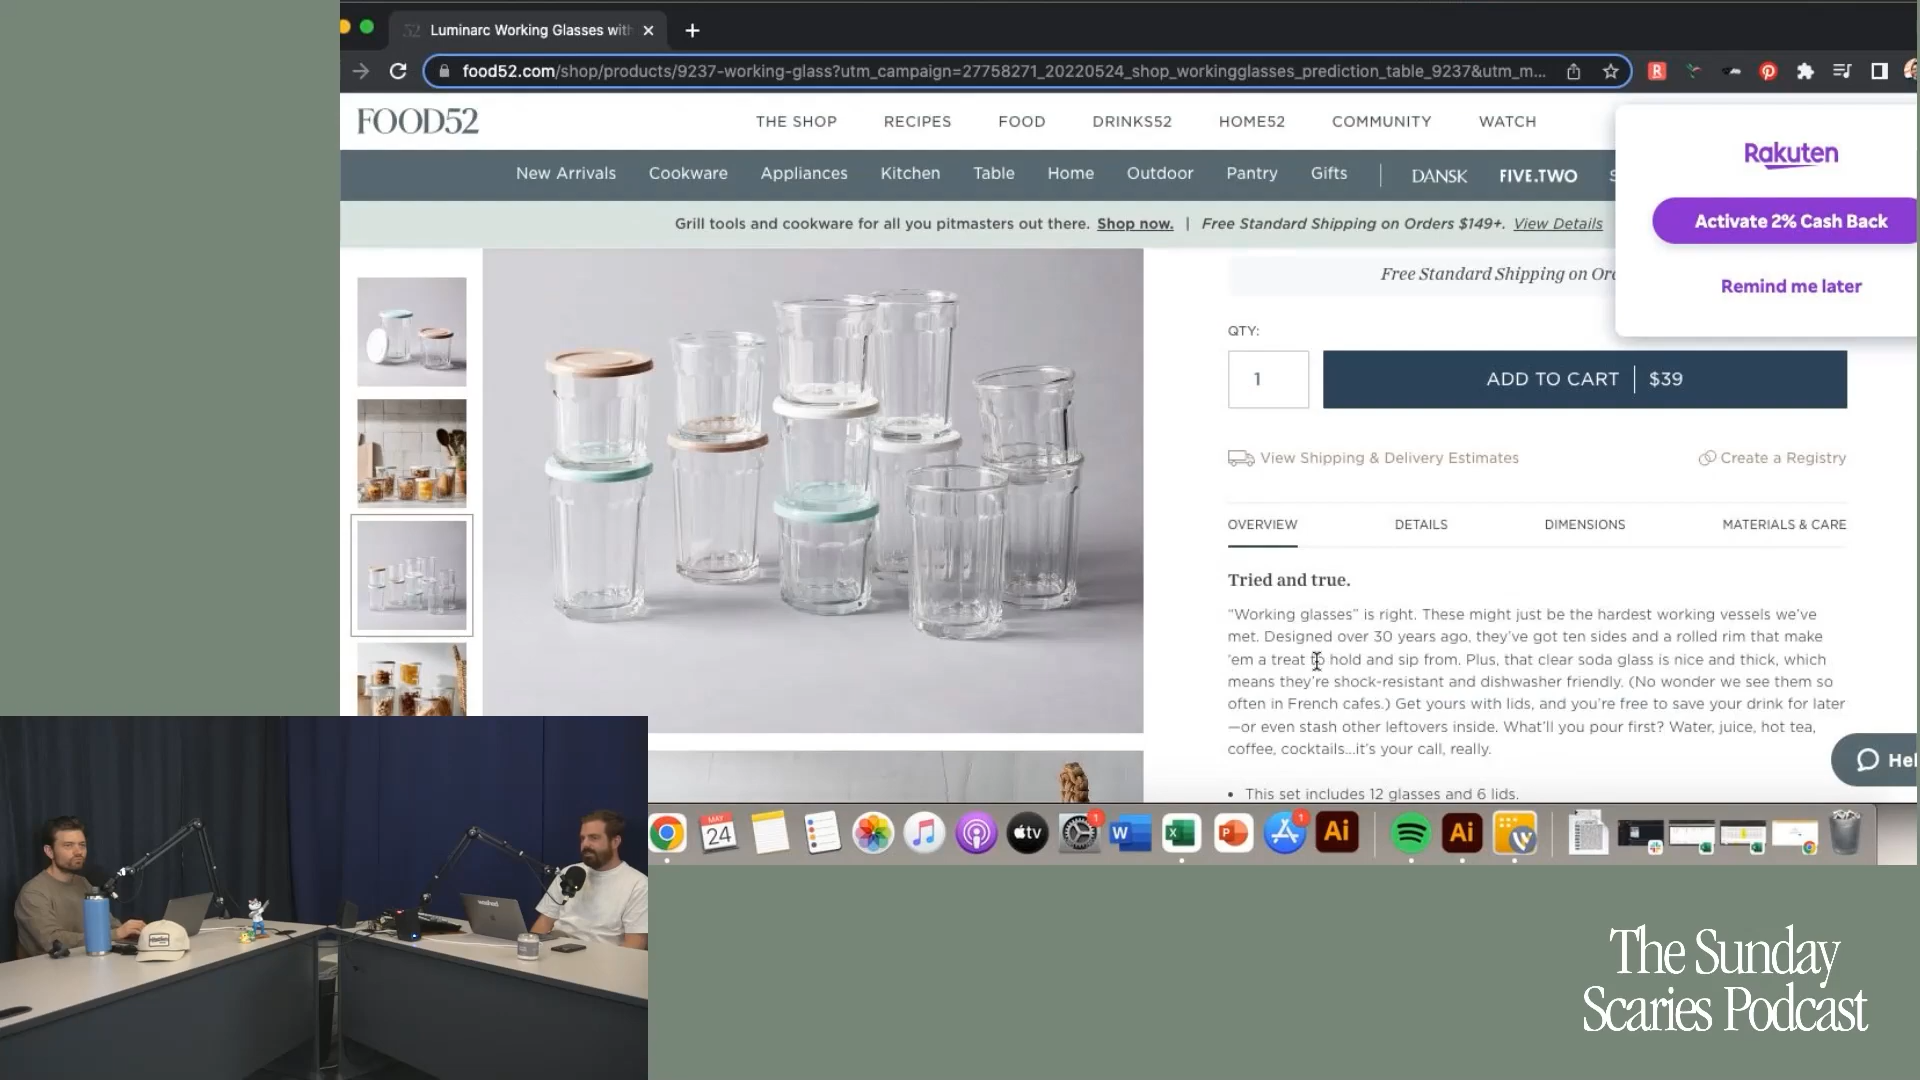 Luminarc Working Glasses with
food52.com/shop/products/9237-working-glass?utm_campaign=27758271_20220524_shop_workingglasses_prediction_table_9237&utm_m...
FOOD52
THE SHOP RECIPES FOOD DRINKS52 HOME52 COMMUNITY WATCH
New Arrivals Cookware Appliances Kitchen Table Home Outdoor Pantry Gifts | DANSK FIVE.TWO S
Grill tools and cookware for all you pitmasters out there. Shop now. | Free Standard Shipping on Orders $149+. View Details
Rakuten
Activate 2% Cash Back
Remind me later
Free Standard Shipping on Or
QTY:
1
ADD TO CART | $39
View Shipping & Delivery Estimates
Create a Registry
OVERVIEW DETAILS DIMENSIONS MATERIALS & CARE
Tried and true.
“Working glasses” is right. These might just be the hardest working vessels we’ve
met. Designed over 30 years ago, they’ve got ten sides and a rolled rim that make
’em a treat to hold and sip from. Plus, that clear soda glass is nice and thick, which
means they’re shock-resistant and dishwasher friendly. (No wonder we see them so
often in French cafes.) Get yours with lids, and you’re free to save your drink for later
—or even stash other leftovers inside. What’ll you pour first? Water, juice, hot tea,
coffee, cocktails...it’s your call, really.
• This set includes 12 glasses and 6 lids.
Hel
MAY
24
tv
1
W
X
P
1
Ai
Ai
washed
The Sunday
Scaries Podcast